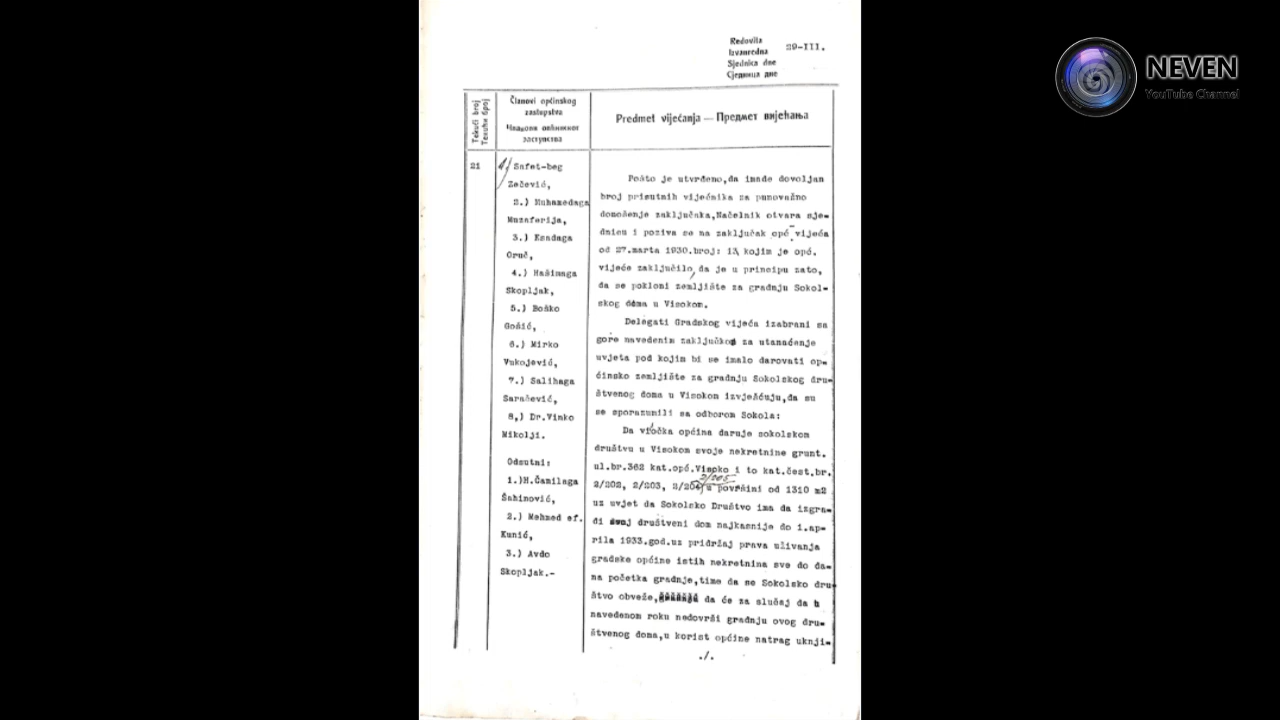 Redovita
Izvanredna
Sjednica dne
Сједница дне
29-III.
NEVEN
YouTube Channel
Tekući broj
Текући број
Članovi općinskog
zastupstva
Чланови општинског
заступства
Predmet vijećanja — Предмет вијећања
21
1/ Safet-beg
Zečević,
2.) Muhamedaga
Muzaferija,
3.)
Oruč,
4.) Hašimaga
Skopljak,
5.) Boško
Gošić,
6.) Mirko
Vukojević,
7.) Salihaga
Saračević,
8,) Dr.Vinko
Mikolji.
Odsutni:
1.)H.Ćamilaga
Šahinović,
2.) Mehmed ef.
Kunić,
3.) Avdo
Skopljak.-
Pošto je utvrđeno,da imade dovoljan
broj prisutnih vijećnika za punovažno
donošenje zaključaka,Načelnik otvara sje-
dnicu i poziva se na zaključak opć vijeća
od 27.marta 1930.broj: 13, kojim je opć.
vijeće zaključilo, da je u principu zato,
da se pokloni zemljište za gradnju Sokol-
skog doma u Visokom.
Delegati Gradskog vijeća izabrani sa
gore navedenim zaključkom za utanačenje
uvjeta pod kojim bi se imalo darovati op-
ćinsko zemljište za gradnju Sokolskog dru-
štvenog doma u Visokom izvješćuju,da su
se sporazumili sa odborom Sokola:
Da visočka općina daruje sokolskom
društvu u Visokom svoje nekretnine grunt.
ul.br.362 kat.opć.Visoko i to kat.čest.br.
2/205
2/202, 2/203, 2/204 u površini od 1310 m2
uz uvjet da Sokolsko Društvo ima da izgra-
di svoj društveni dom najkasnije do 1.ap-
rila 1933.god.uz pridržaj prava uživanja
gradske općine istih nekretnina sve do da-
na početka gradnje,time da se Sokolsko dru-
štvo obveže, da će za slučaj da u
navedenom roku nedovrši gradnju ovog dru-
štvenog doma,u korist općine natrag uknji-
./.